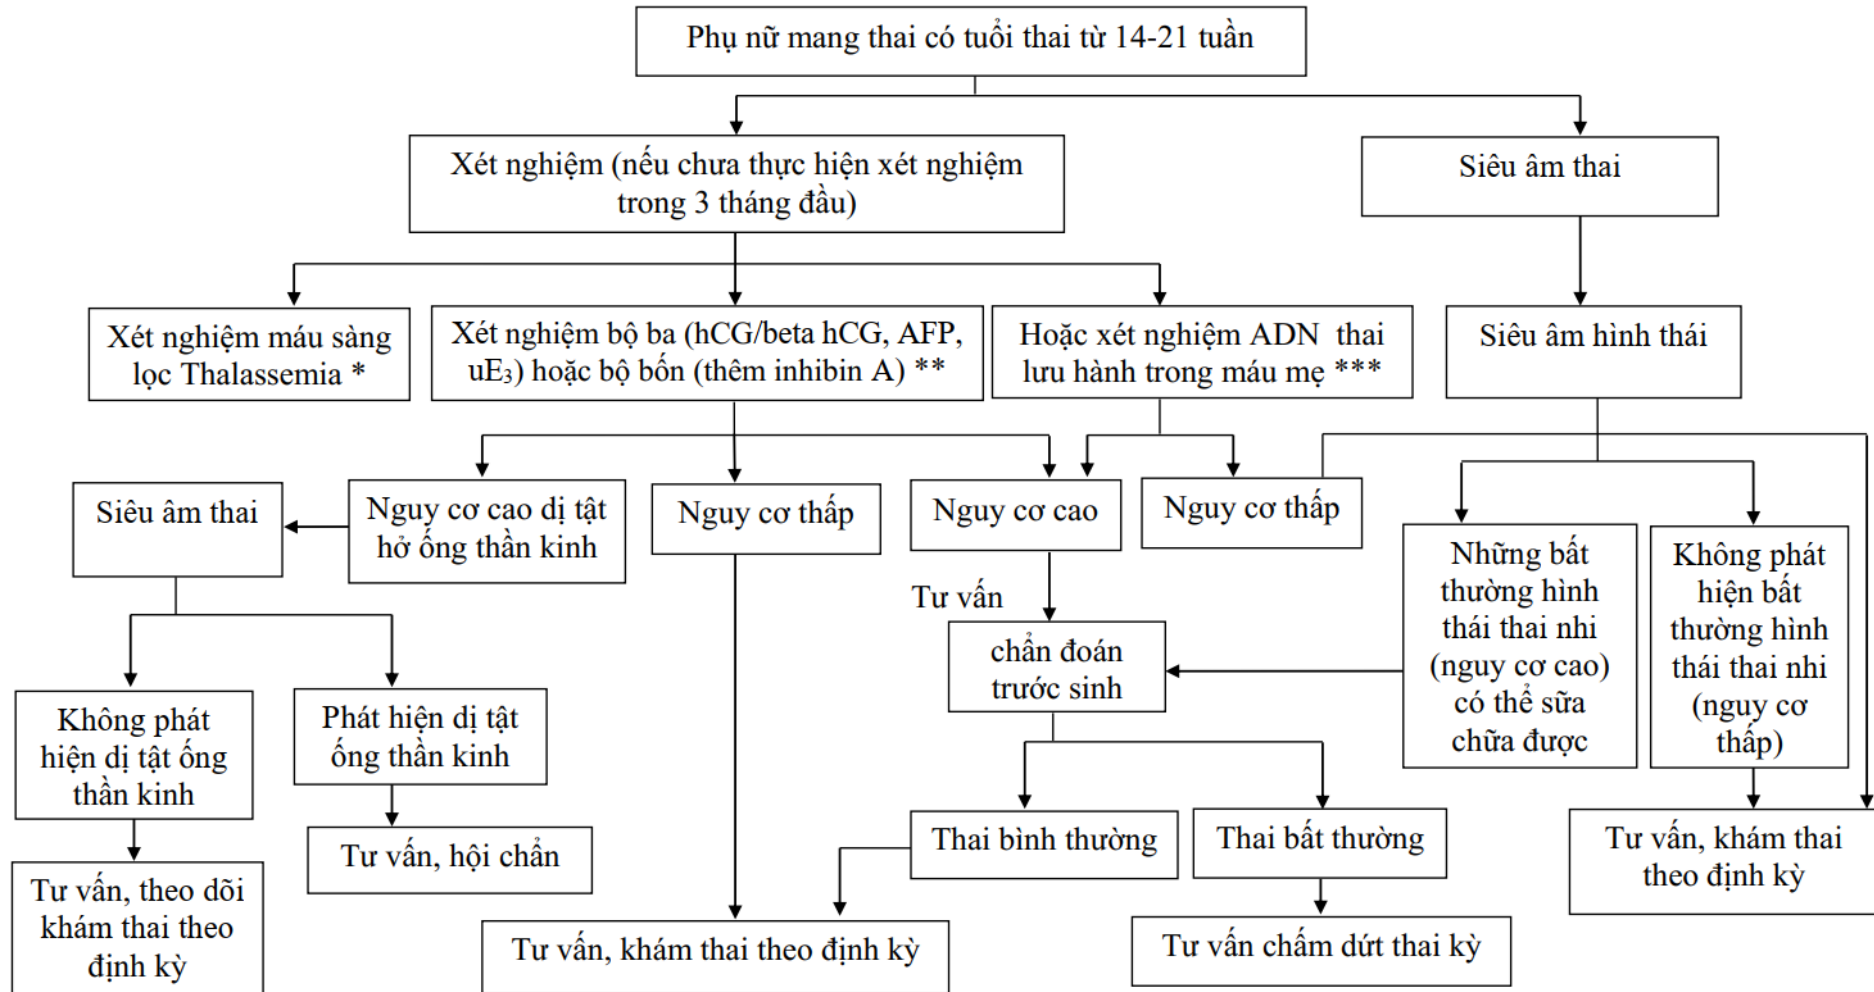 Phụ nữ mang thai có tuổi thai từ 14-21 tuần
Xét nghiệm (nếu chưa thực hiện xét nghiệm
trong 3 tháng đầu)
Siêu âm thai
Xét nghiệm máu sàng
lọc Thalassemia *
Xét nghiệm bộ ba (hCG/beta hCG, AFP,
uE₃) hoặc bộ bốn (thêm inhibin A) **
Hoặc xét nghiệm ADN thai
lưu hành trong máu mẹ ***
Siêu âm hình thái
Siêu âm thai
Nguy cơ cao dị tật
hở ống thần kinh
Nguy cơ thấp
Nguy cơ cao
Nguy cơ thấp
Những bất
thường hình
thái thai nhi
(nguy cơ cao)
có thể sữa
chữa được
Không phát
hiện bất
thường hình
thái thai nhi
(nguy cơ
thấp)
Tư vấn
chẩn đoán
trước sinh
Không phát
hiện dị tật ống
thần kinh
Phát hiện dị tật
ống thần kinh
Thai bình thường
Thai bất thường
Tư vấn, khám thai
theo định kỳ
Tư vấn, hội chẩn
Tư vấn, theo dõi
khám thai theo
định kỳ
Tư vấn, khám thai theo định kỳ
Tư vấn chấm dứt thai kỳ